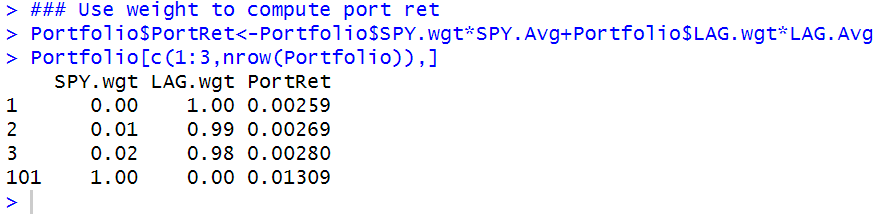 > ### Use weight to compute port ret
> Portfolio$PortRet<-Portfolio$SPY.wgt*SPY.Avg+Portfolio$LAG.wgt*LAG.Avg
> Portfolio[c(1:3,nrow(Portfolio)),]
    SPY.wgt LAG.wgt PortRet
1      0.00    1.00 0.00259
2      0.01    0.99 0.00269
3      0.02    0.98 0.00280
101    1.00    0.00 0.01309
>